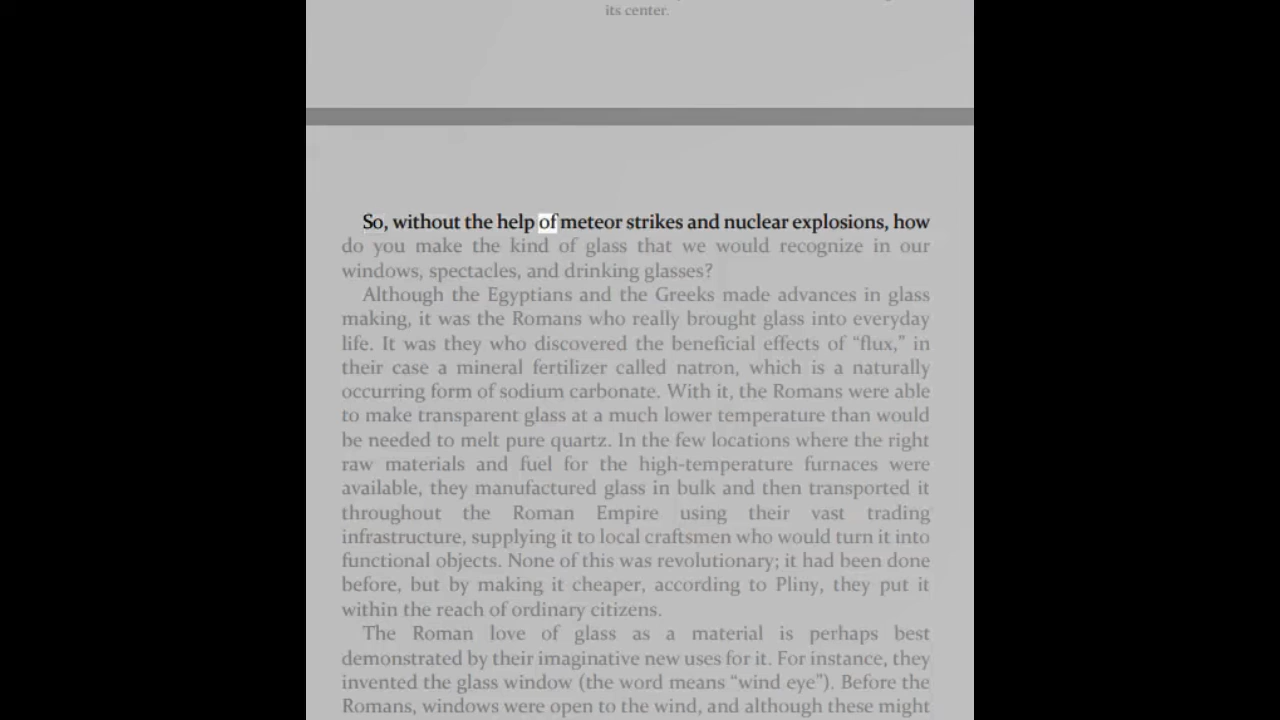 its center.
So, without the help of meteor strikes and nuclear explosions, how
do you make the kind of glass that we would recognize in our
windows, spectacles, and drinking glasses?
Although the Egyptians and the Greeks made advances in glass
making, it was the Romans who really brought glass into everyday
life. It was they who discovered the beneficial effects of “flux,” in
their case a mineral fertilizer called natron, which is a naturally
occurring form of sodium carbonate. With it, the Romans were able
to make transparent glass at a much lower temperature than would
be needed to melt pure quartz. In the few locations where the right
raw materials and fuel for the high-temperature furnaces were
available, they manufactured glass in bulk and then transported it
throughout the Roman Empire using their vast trading
infrastructure, supplying it to local craftsmen who would turn it into
functional objects. None of this was revolutionary; it had been done
before, but by making it cheaper, according to Pliny, they put it
within the reach of ordinary citizens.
The Roman love of glass as a material is perhaps best
demonstrated by their imaginative new uses for it. For instance, they
invented the glass window (the word means “wind eye”). Before the
Romans, windows were open to the wind, and although these might